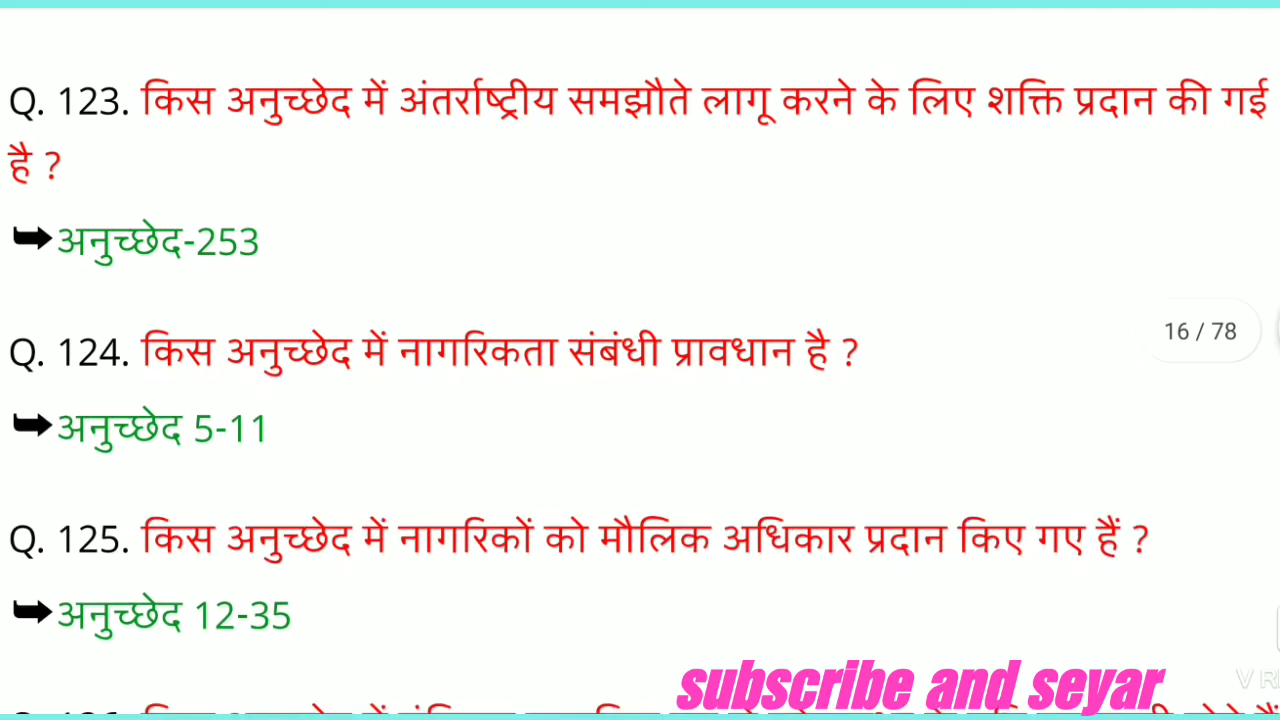 Q. 123. किस अनुच्छेद में अंतर्राष्ट्रीय समझौते लागू करने के लिए शक्ति प्रदान की गई
है ?
➥अनुच्छेद-253
Q. 124. किस अनुच्छेद में नागरिकता संबंधी प्रावधान है ?
16 / 78
➥अनुच्छेद 5-11
Q. 125. किस अनुच्छेद में नागरिकों को मौलिक अधिकार प्रदान किए गए हैं ?
➥अनुच्छेद 12-35
subscribe and seyar